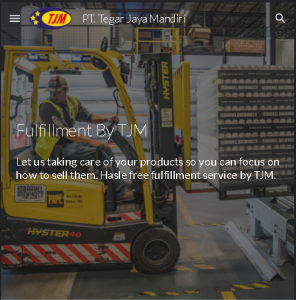 TJM
PT. Tegar Jaya Mandiri
HYSTER
Fulfillment By TJM
Let us taking care of your products so you can focus on
how to sell them. Hasle free fulfillment service by TJM.
HYSTER 40